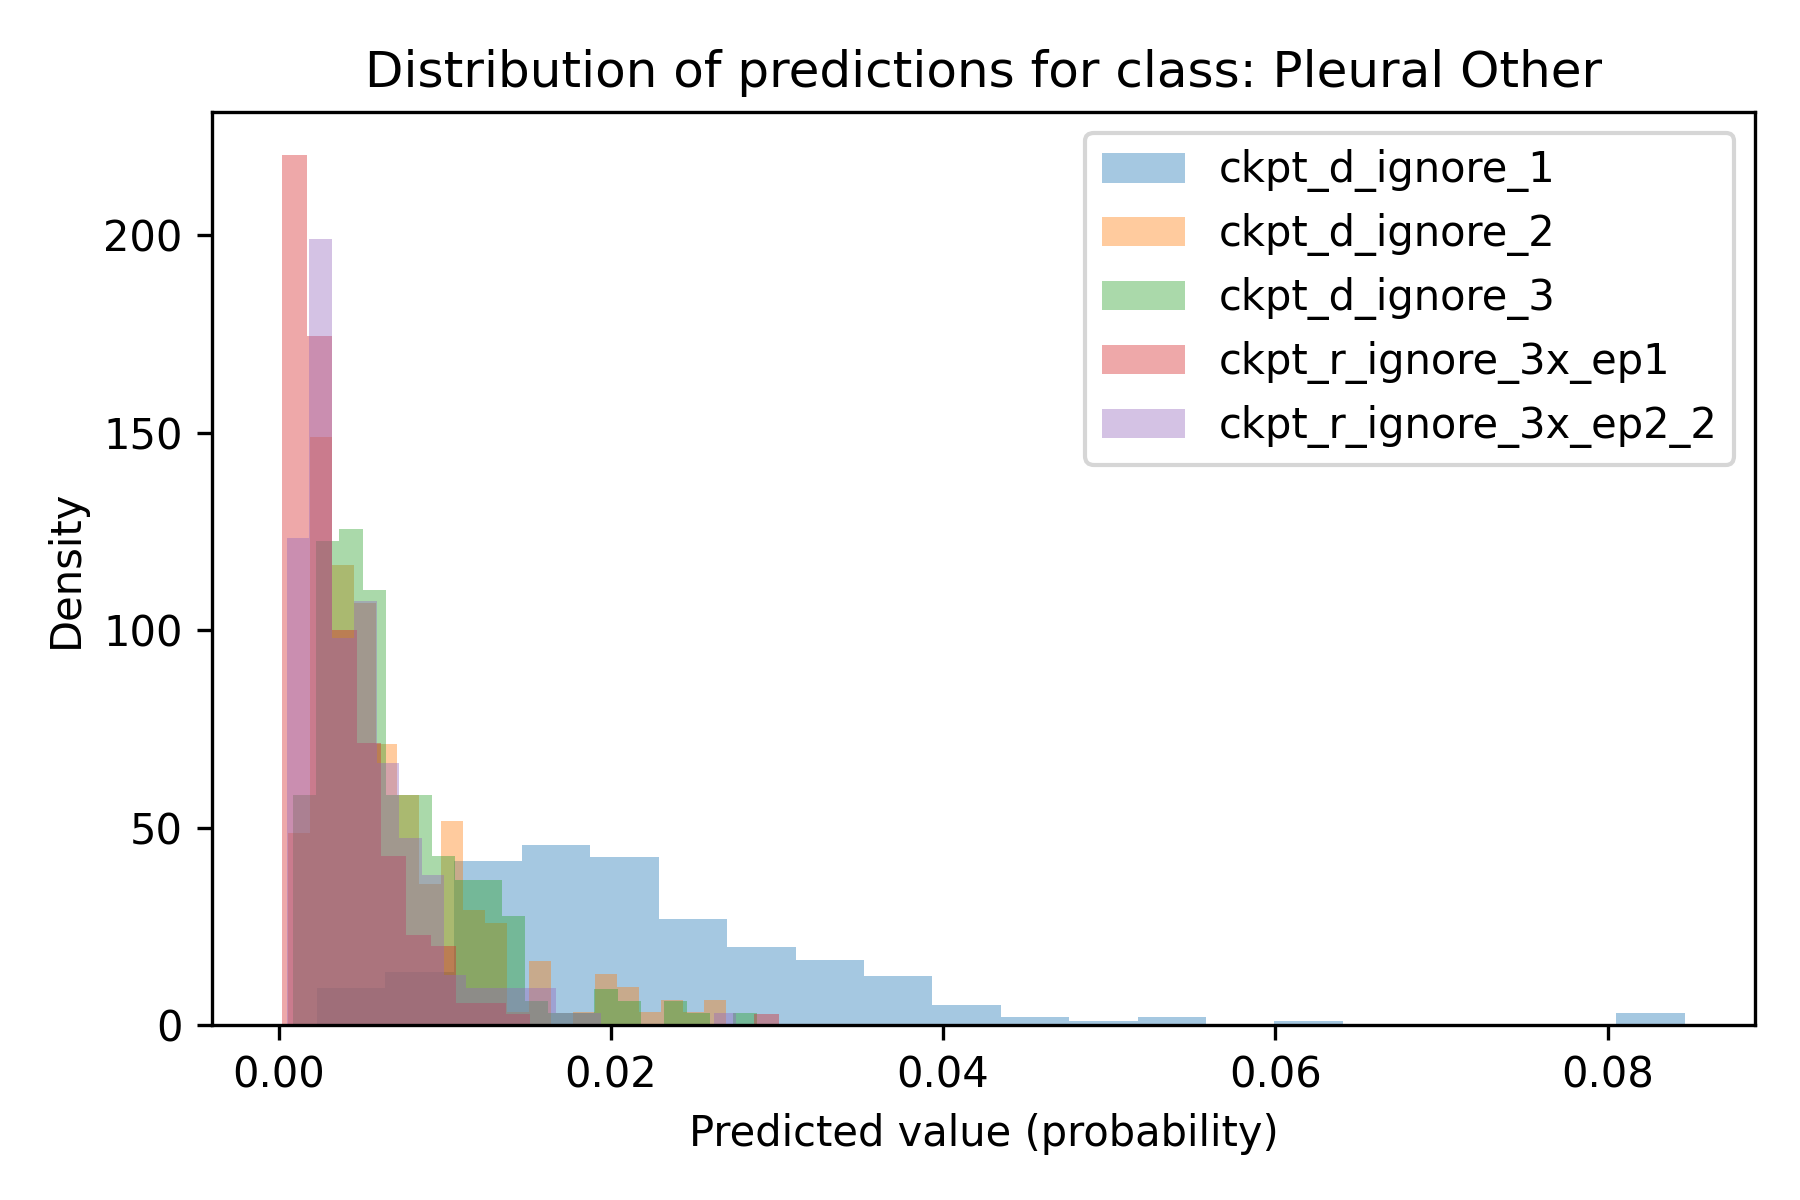 Distribution of predictions for class: Pleural Other
ckpt_d_ignore_1
ckpt_d_ignore_2
ckpt_d_ignore_3
ckpt_r_ignore_3x_ep1
ckpt_r_ignore_3x_ep2_2
Density
200
150
100
50
0
0.00 0.02 0.04 0.06 0.08
Predicted value (probability)